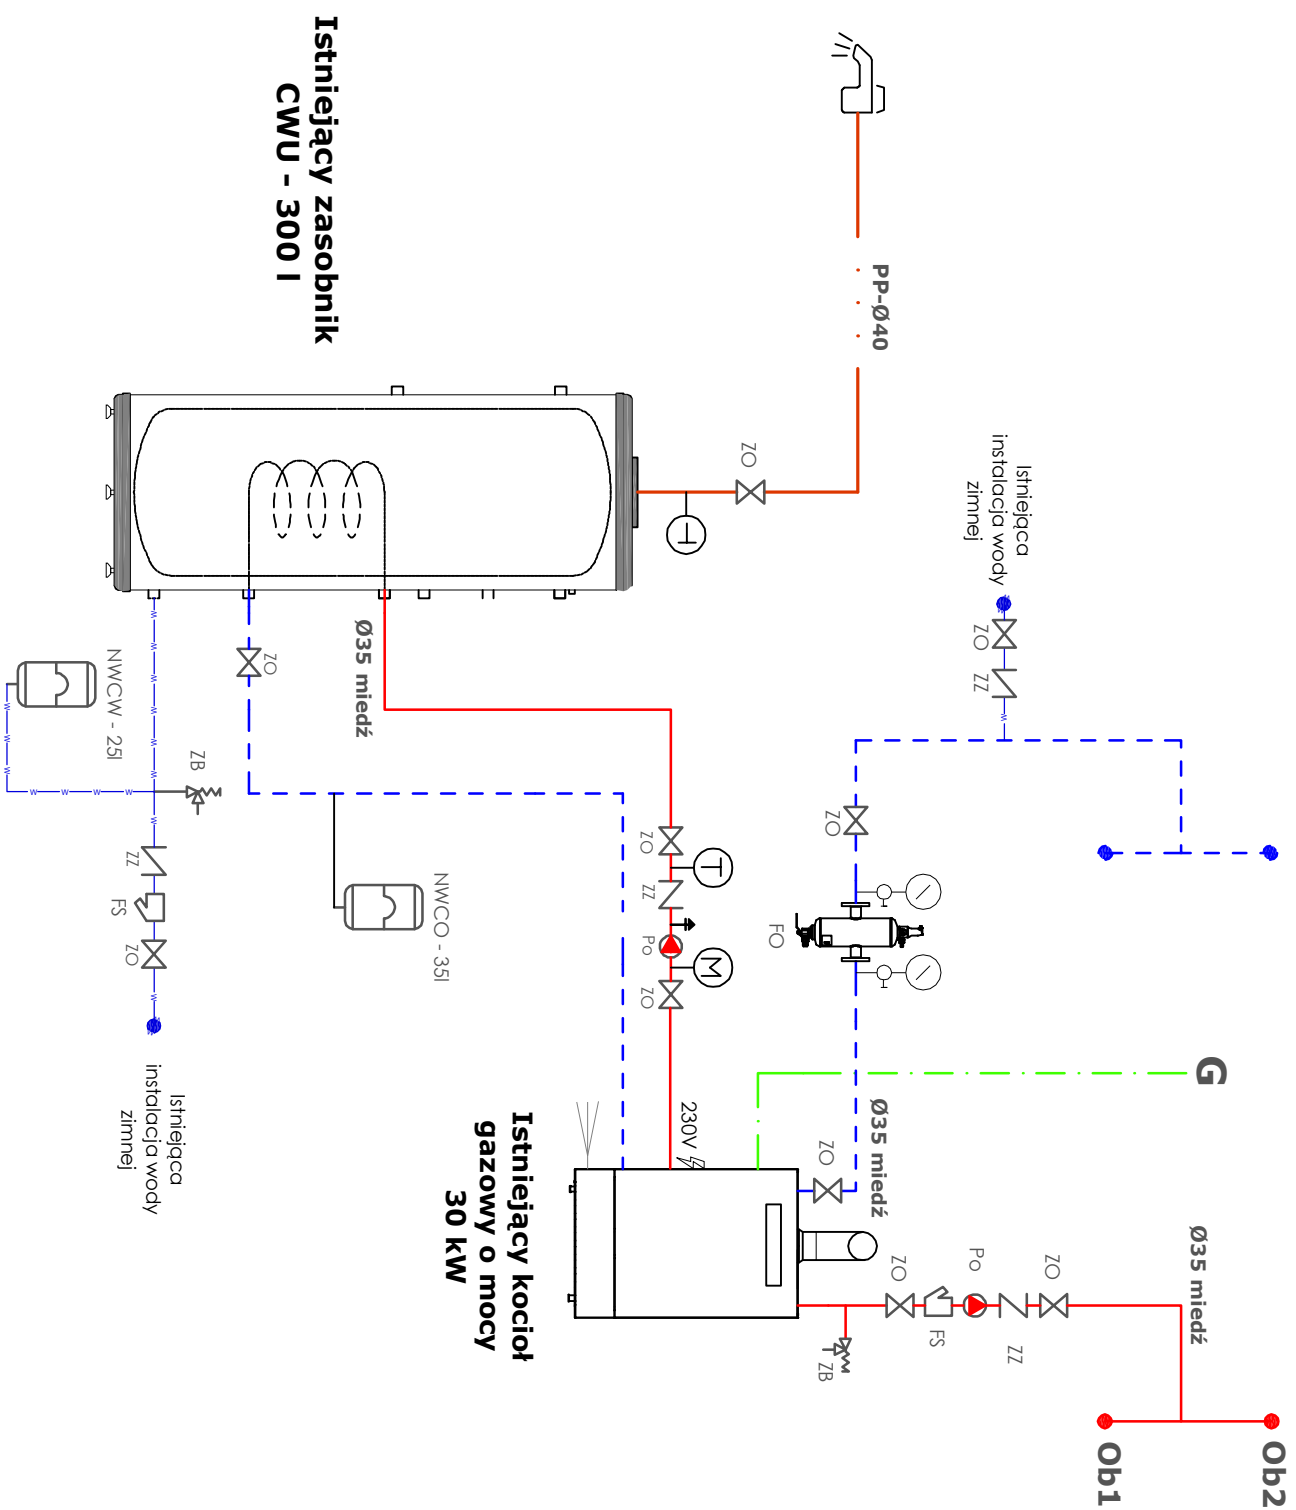 Ob2
Ob1
Ø35 miedź
G
Istniejąca
instalacja wody
zimnej
ZO
ZZ
ZO
Po
ZO
FS
ZZ
ZB
PP-Ø40
Ø35 miedź
ZO
ZO
FO
ZO
T
230V
T
M
ZO
ZZ
Po
ZO
Istniejący kocioł
gazowy o mocy
30 kW
NWCO - 35l
Ø35 miedź
ZO
Istniejący zasobnik
CWU - 300 l
ZB
NWCW - 25l
ZZ
FS
ZO
Istniejąca
instalacja wody
zimnej
w
w
w
w
w
w
w
w
w
w
w
w
w
w